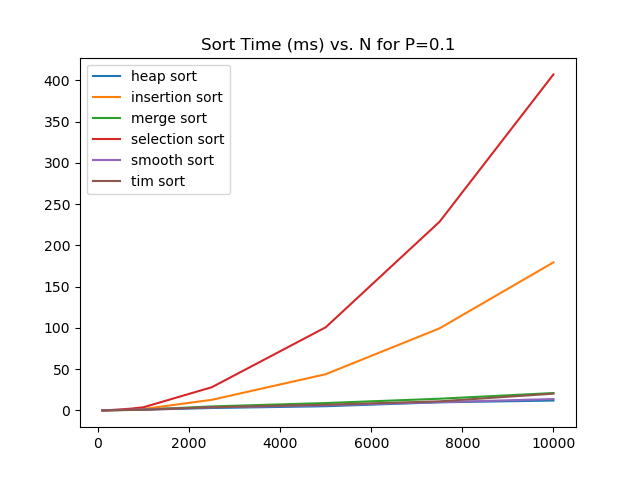 Sort Time (ms) vs. N for P=0.1
heap sort
insertion sort
merge sort
selection sort
smooth sort
tim sort
400
350
300
250
200
150
100
50
0
0 2000 4000 6000 8000 10000